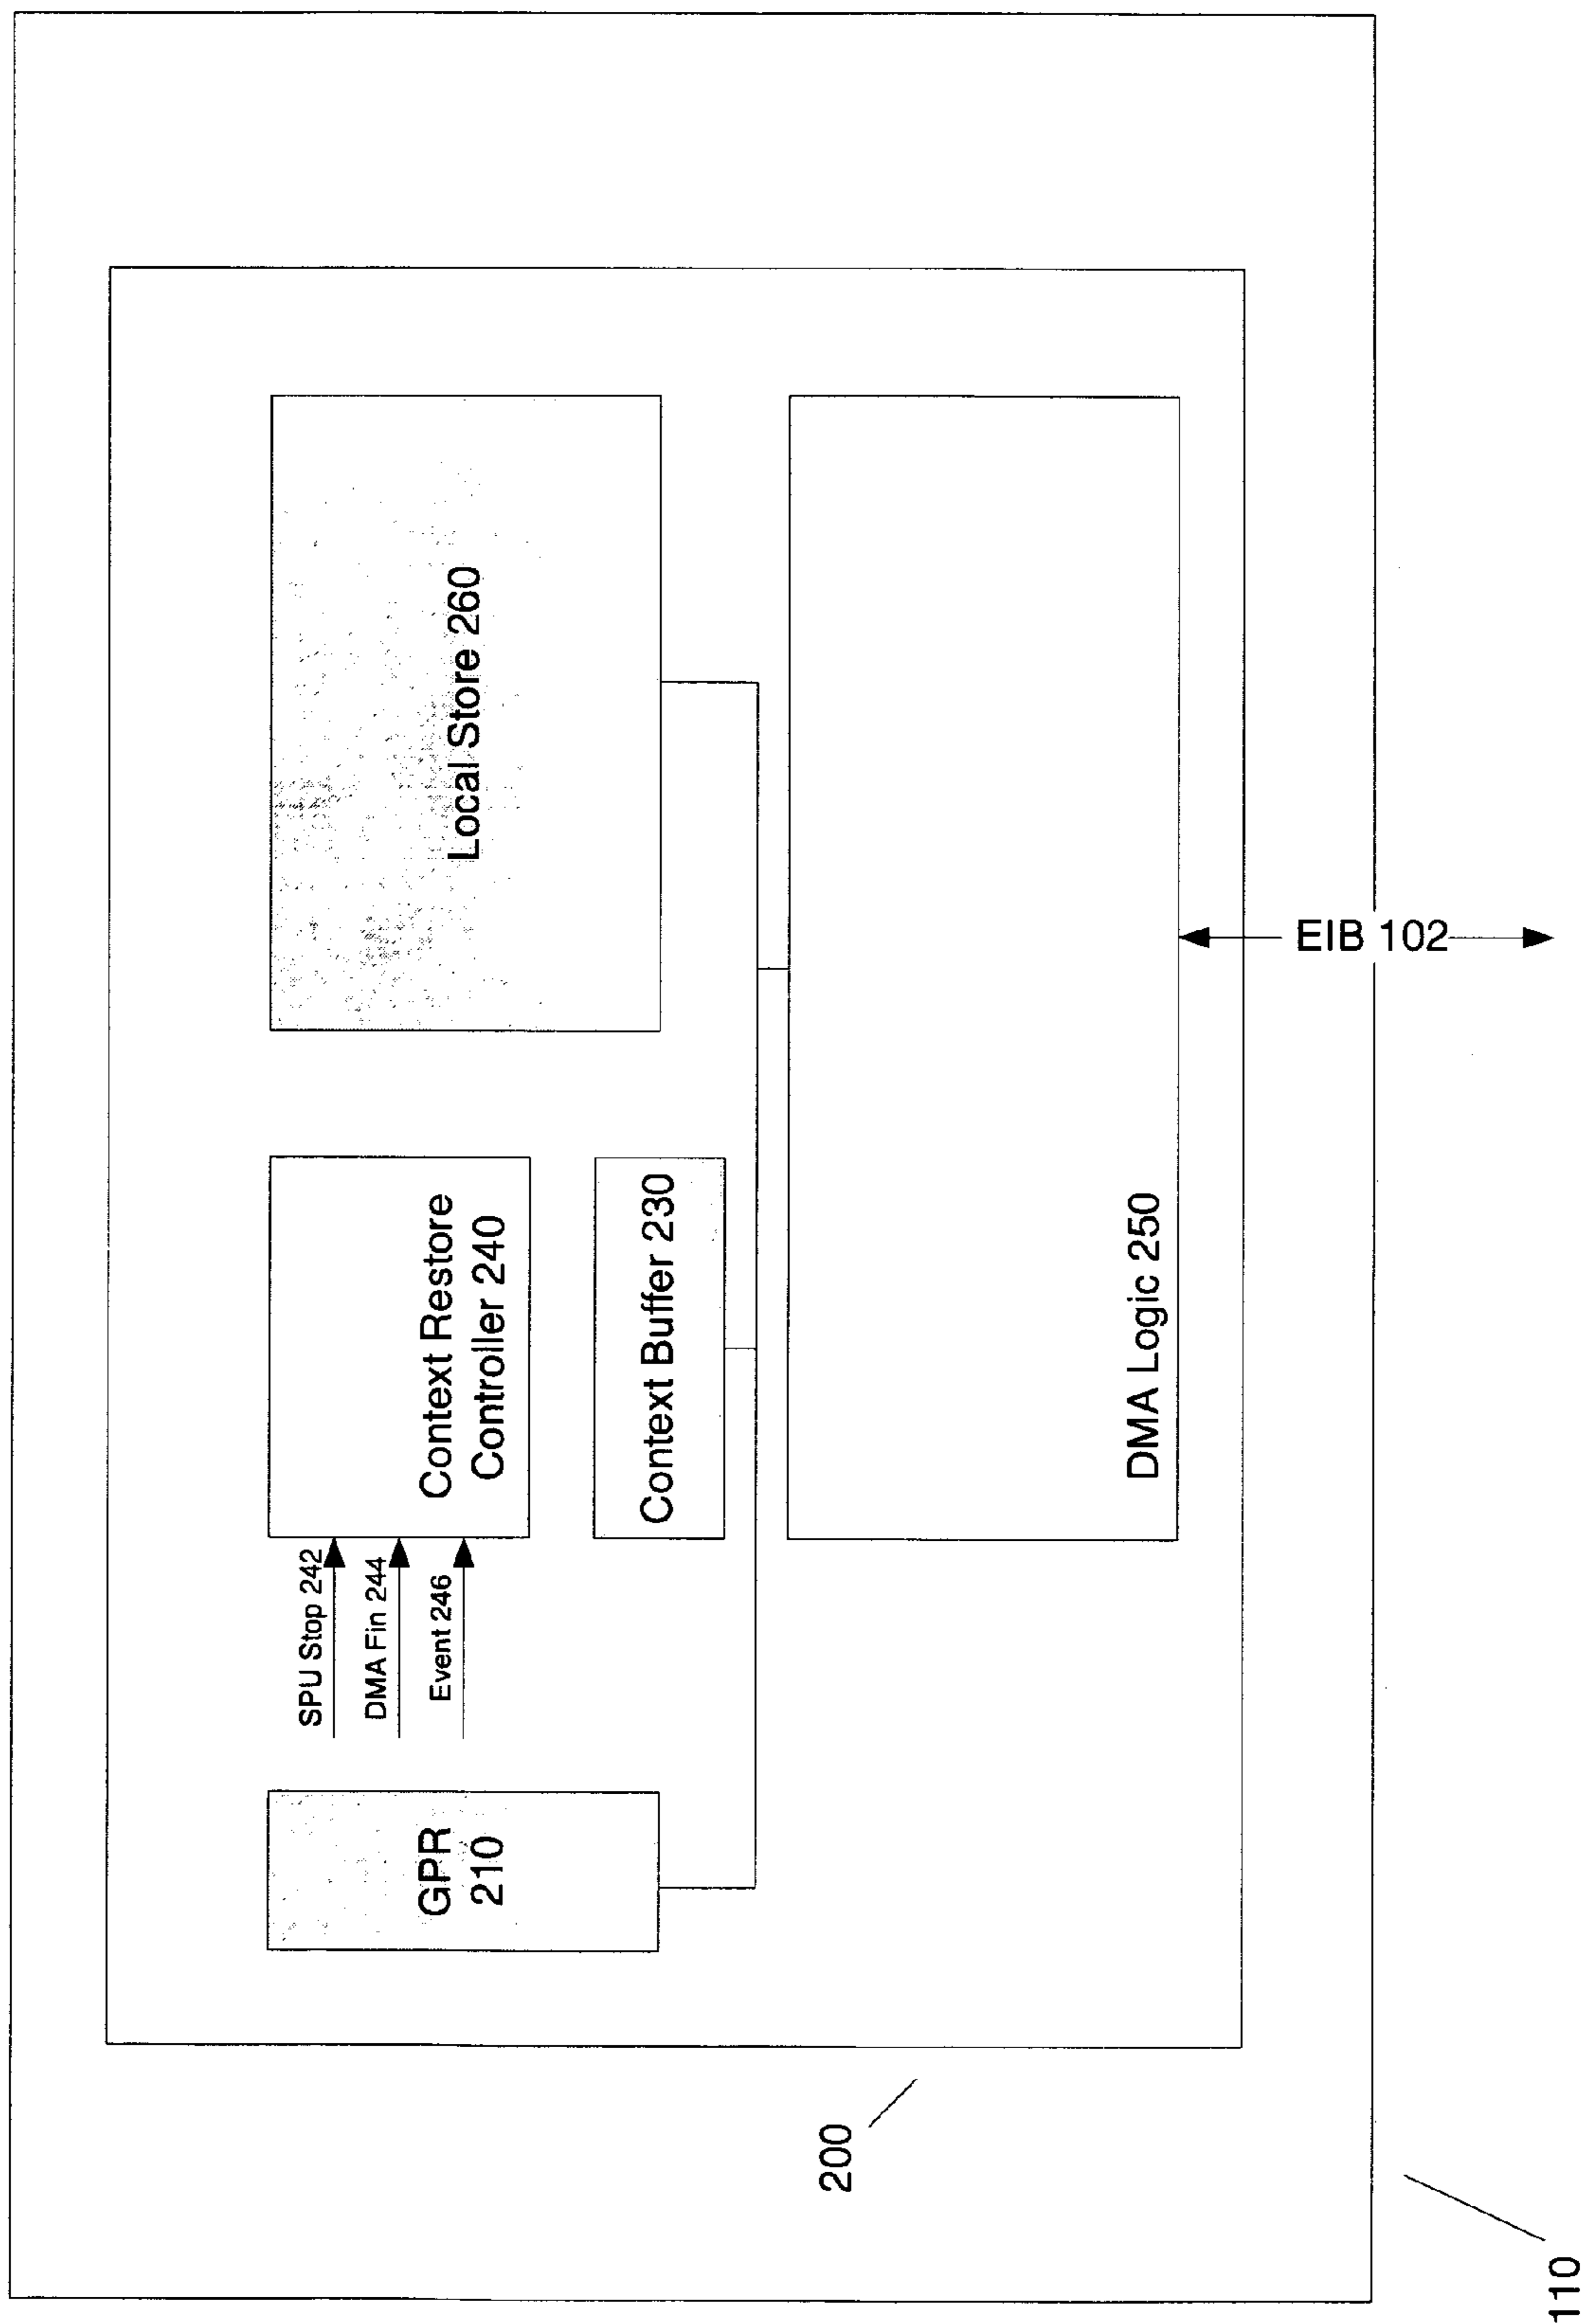 SPU Stop 242
DMA Fin 244
Event 246
GPR
210
Context Restore
Controller 240
Local Store 260
Context Buffer 230
DMA Logic 250
EIB 102
200
110